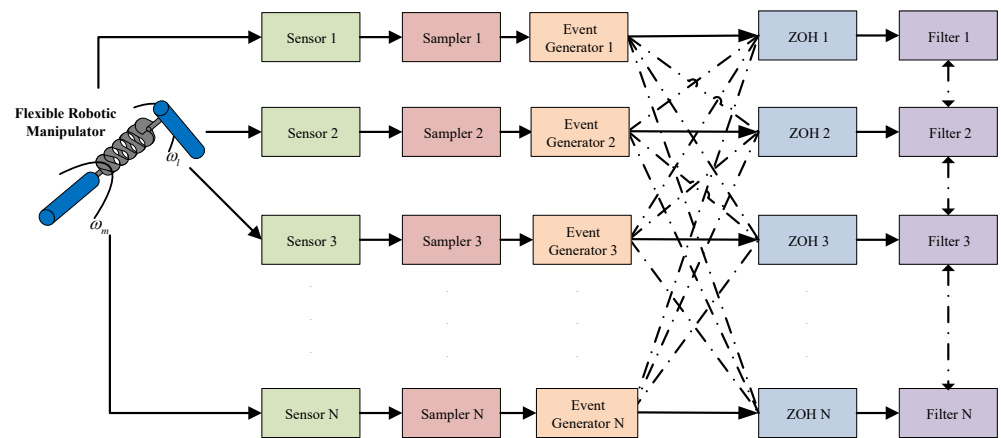 Sensor 1
Sampler 1
Event
Generator 1
ZOH 1
Filter 1
Flexible Robotic
Manipulator
ω_l
ω_m
Sensor 2
Sampler 2
Event
Generator 2
ZOH 2
Filter 2
Sensor 3
Sampler 3
Event
Generator 3
ZOH 3
Filter 3
Sensor N
Sampler N
Event
Generator N
ZOH N
Filter N